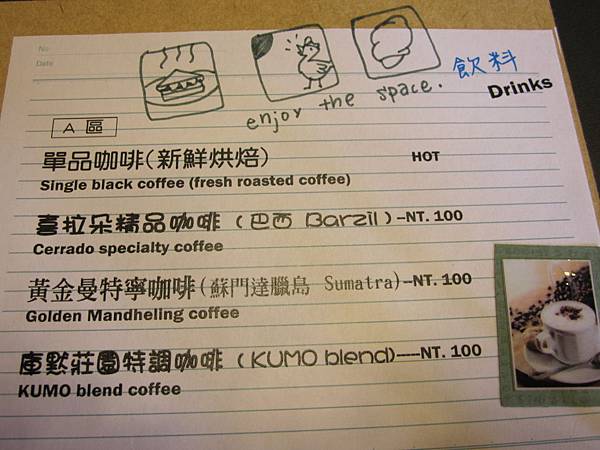 No.
Date
enjoy the space.
飲料
Drinks
A 區
單品咖啡(新鮮烘焙)
HOT
Single black coffee (fresh roasted coffee)
喜拉朵精品咖啡 (巴西 Barzil)-NT. 100
Cerrado specialty coffee
黃金曼特寧咖啡(蘇門達臘島 Sumatra)--NT. 100
Golden Mandheling coffee
庫默莊園特調咖啡 (KUMO blend)----NT. 100
KUMO blend coffee